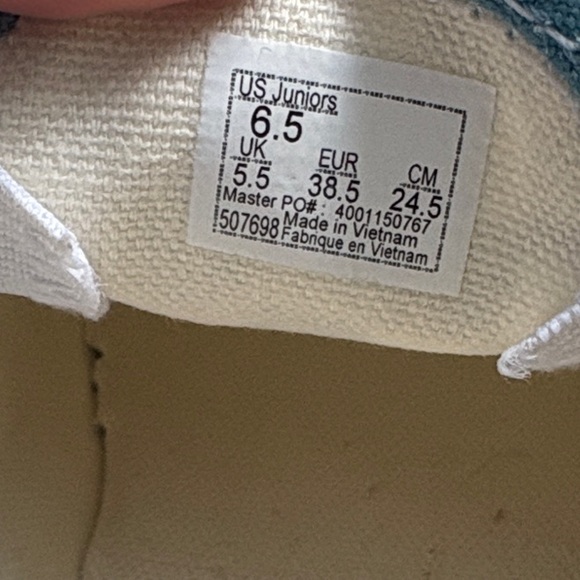 US Juniors
6.5
UK EUR CM
5.5 38.5 24.5
Master PO# : 4001150767
507698 Made in Vietnam
Fabrique en Vietnam